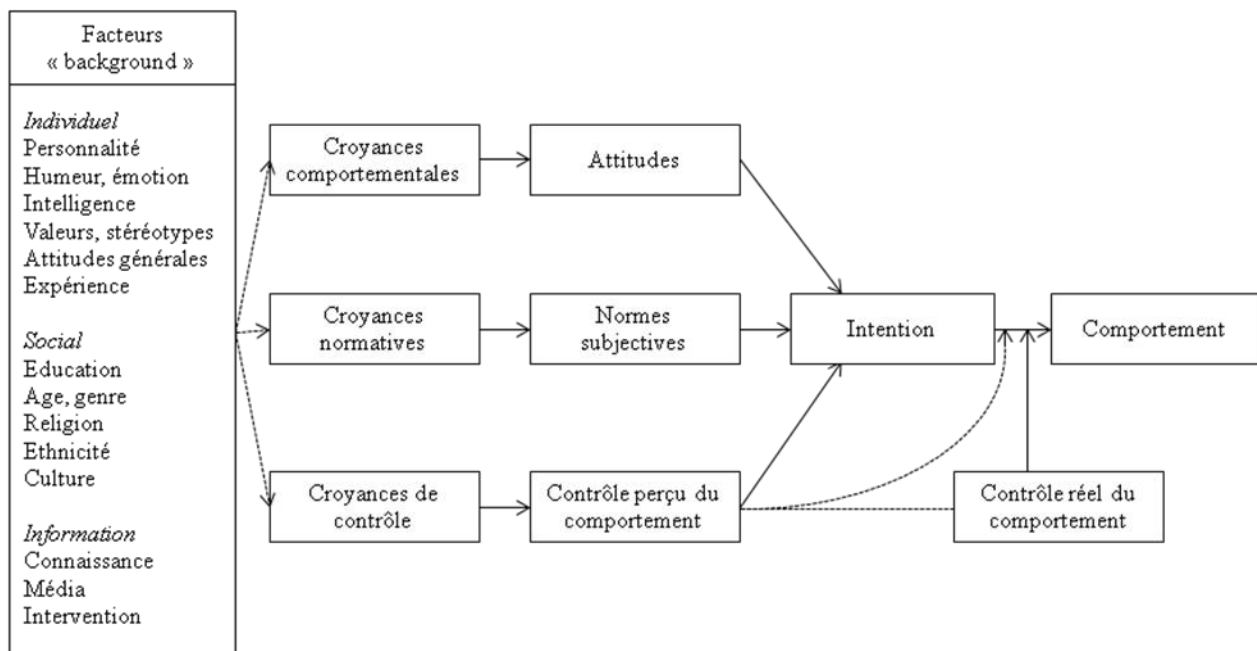 Facteurs
« background »
Individuel
Personnalité
Humeur, émotion
Intelligence
Valeurs, stéréotypes
Attitudes générales
Expérience
Social
Education
Age, genre
Religion
Ethnicité
Culture
Information
Connaissance
Média
Intervention
Croyances
comportementales
Attitudes
Croyances
normatives
Normes
subjectives
Intention
Comportement
Croyances de
contrôle
Contrôle perçu du
comportement
Contrôle réel du
comportement